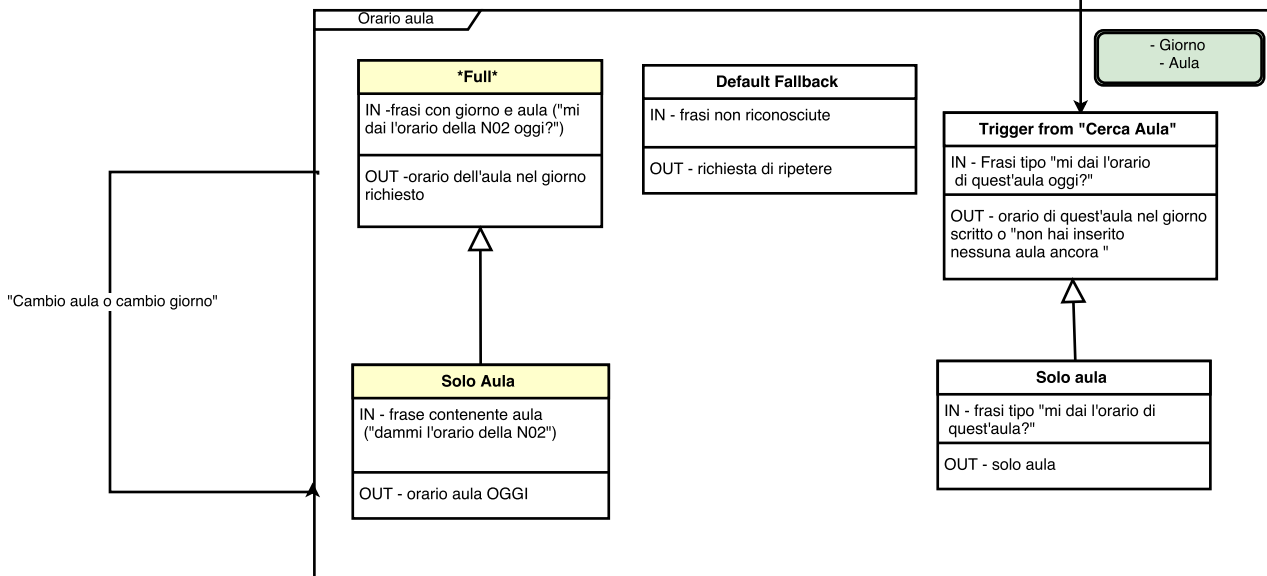 Orario aula
- Giorno
- Aula
*Full*
IN -frasi con giorno e aula ("mi
dai l'orario della N02 oggi?")
OUT -orario dell'aula nel giorno
richiesto
Default Fallback
IN - frasi non riconosciute
OUT - richiesta di ripetere
Trigger from "Cerca Aula"
IN - Frasi tipo "mi dai l'orario
di quest'aula oggi?"
OUT - orario di quest'aula nel giorno
scritto o "non hai inserito
nessuna aula ancora "
"Cambio aula o cambio giorno"
Solo Aula
IN - frase contenente aula
("dammi l'orario della N02")
OUT - orario aula OGGI
Solo aula
IN - frasi tipo "mi dai l'orario di
quest'aula?"
OUT - solo aula